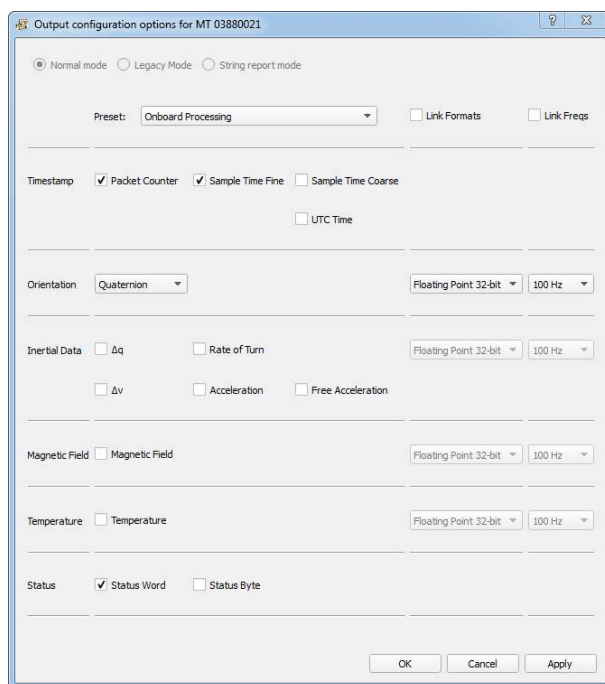 Output configuration options for MT 03880021
Normal mode Legacy Mode String report mode
Preset: Onboard Processing Link Formats Link Freqs
Timestamp Packet Counter Sample Time Fine Sample Time Coarse
UTC Time
Orientation Quaternion Floating Point 32-bit 100 Hz
Inertial Data Δq Rate of Turn Floating Point 32-bit 100 Hz
Δv Acceleration Free Acceleration
Magnetic Field Magnetic Field Floating Point 32-bit 100 Hz
Temperature Temperature Floating Point 32-bit 100 Hz
Status Status Word Status Byte
OK Cancel Apply